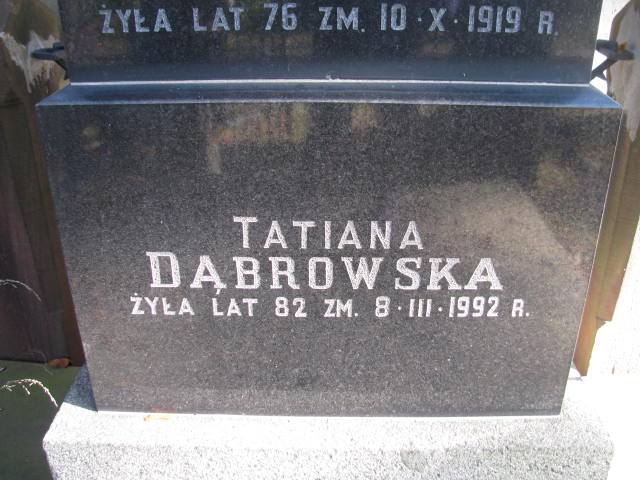 ŻYŁA LAT 76 ZM. 10·X·1919 R.
TATIANA
DĄBROWSKA
ŻYŁA LAT 82 ZM. 8·III·1992 R.